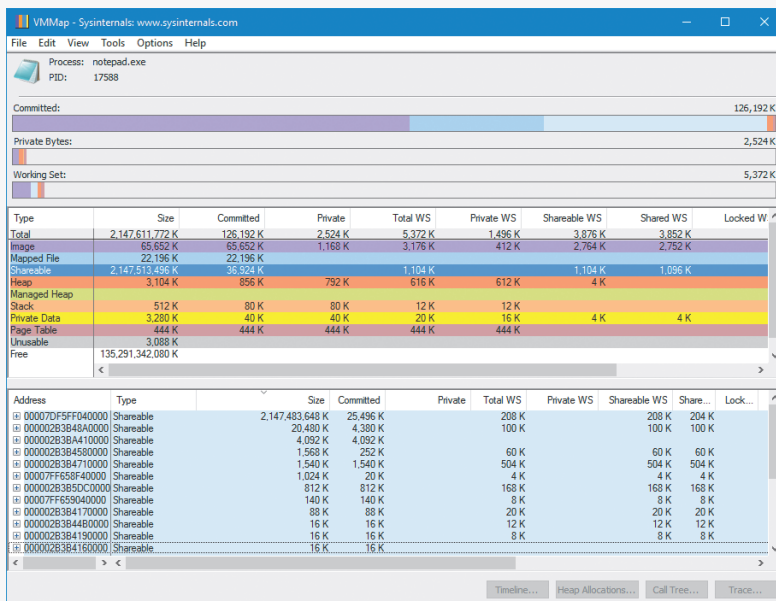 VMMap - Sysinternals: www.sysinternals.com
File Edit View Tools Options Help
Process: notepad.exe
PID: 17588
Committed: 126,192 K
Private Bytes: 2,524 K
Working Set: 5,372 K
Type Size Committed Private Total WS Private WS Shareable WS Shared WS Locked W
Total 2,147,611,772 K 126,192 K 2,524 K 5,372 K 1,496 K 3,876 K 3,852 K
Image 65,652 K 65,652 K 1,168 K 3,176 K 412 K 2,764 K 2,752 K
Mapped File 22,196 K 22,196 K
Shareable 2,147,513,496 K 36,924 K 1,104 K 1,104 K 1,096 K
Heap 3,104 K 856 K 792 K 616 K 612 K 4 K
Managed Heap
Stack 512 K 80 K 80 K 12 K 12 K
Private Data 3,280 K 40 K 40 K 20 K 16 K 4 K 4 K
Page Table 444 K 444 K 444 K 444 K 444 K
Unusable 3,088 K
Free 135,291,342,080 K
Address Type Size Committed Private Total WS Private WS Shareable WS Share... Lock...
00007DF5FF040000 Shareable 2,147,483,648 K 25,496 K 208 K 208 K 204 K
000002B3B48A0000 Shareable 20,480 K 4,380 K 100 K 100 K 100 K
000002B3BA410000 Shareable 4,092 K 4,092 K
000002B3B4580000 Shareable 1,568 K 252 K 60 K 60 K 60 K
000002B3B4710000 Shareable 1,540 K 1,540 K 504 K 504 K 504 K
00007FF658F40000 Shareable 1,024 K 20 K 4 K 4 K 4 K
000002B3B5DC0000 Shareable 812 K 812 K 168 K 168 K 168 K
00007FF659040000 Shareable 140 K 140 K 8 K 8 K 8 K
000002B3B4170000 Shareable 88 K 88 K 20 K 20 K 20 K
000002B3B44B0000 Shareable 16 K 16 K 12 K 12 K 12 K
000002B3B4190000 Shareable 16 K 16 K 8 K 8 K 8 K
000002B3B4160000 Shareable 16 K 16 K
Timeline... Heap Allocations... Call Tree... Trace...